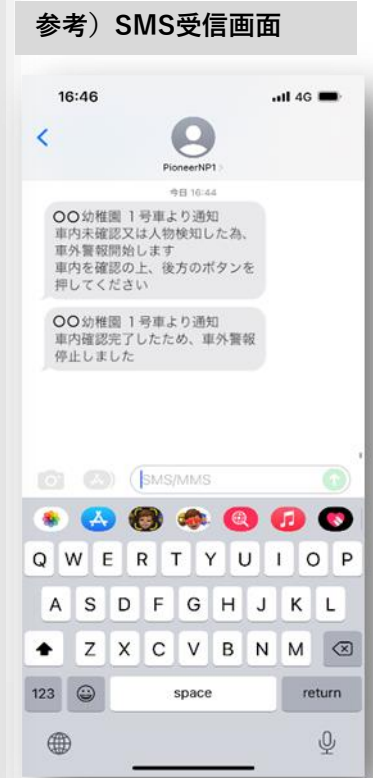 参考）SMS受信画面
16:46
4G
PioneerNP1
今日 16:44
〇〇幼稚園 1号車より通知
車内未確認又は人物検知した為、
車外警報開始します
車内を確認の上、後方のボタンを
押してください
〇〇幼稚園 1号車より通知
車内確認完了したため、車外警報
停止しました
SMS/MMS
Q W E R T Y U I O P
A S D F G H J K L
Z X C V B N M
123 space return